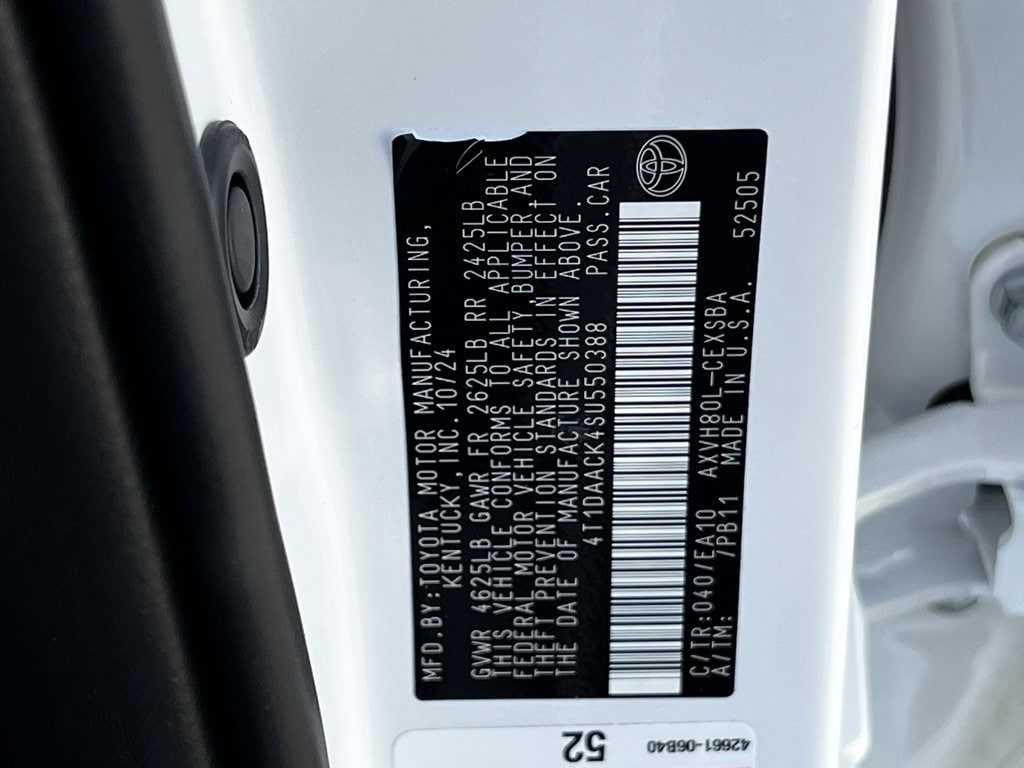 MFD.BY:TOYOTA MOTOR MANUFACTURING,
KENTUCKY, INC. 10/24
GVWR 4625LB GAWR FR 2625LB RR 2425LB
THIS VEHICLE CONFORMS TO ALL APPLICABLE
FEDERAL MOTOR VEHICLE SAFETY, BUMPER AND
THEFT PREVENTION STANDARDS IN EFFECT ON
THE DATE OF MANUFACTURE SHOWN ABOVE.
4T1DAACK4SU550388 PASS.CAR
C/TR:040/EA10 AXVH80L-CEXSBA
A/TM: /PB11 MADE IN U.S.A. 52505
52
42661-06B40